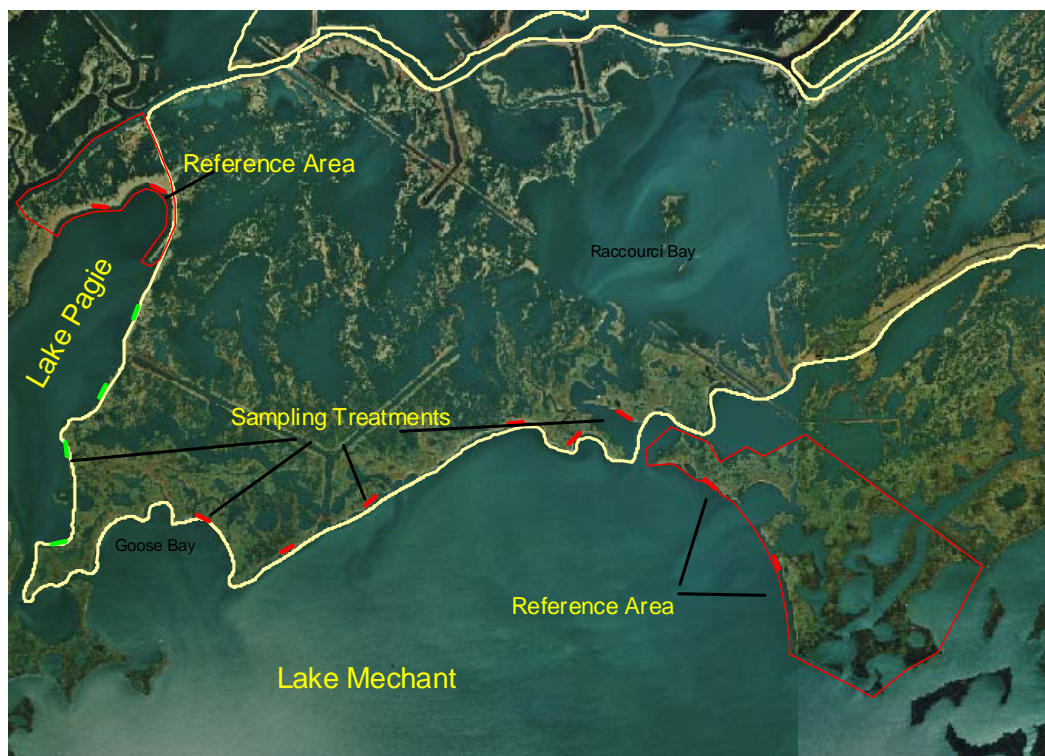 Reference Area
Raccourci Bay
Lake Pagie
Sampling Treatments
Goose Bay
Reference Area
Lake Mechant